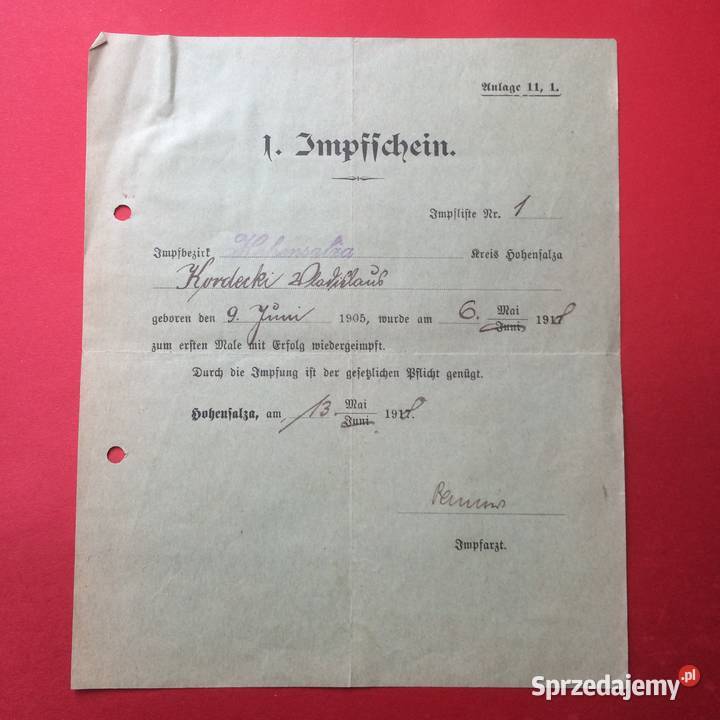 Anlage 11, 1.
I. Impfschein.
Impfliste Nr. 1
Impfbezirk Hohensalza Kreis Hohensalza
Kordecki Wladislaus
geboren den 9. Juni 1905, wurde am 6. Mai Juni 1918
zum ersten Male mit Erfolg wiedergeimpft.
Durch die Impfung ist der gesetzlichen Pflicht genügt.
Hohensalza, am 13 Mai Juni 1918.
Impfarzt.
Sprzedajemy.pl